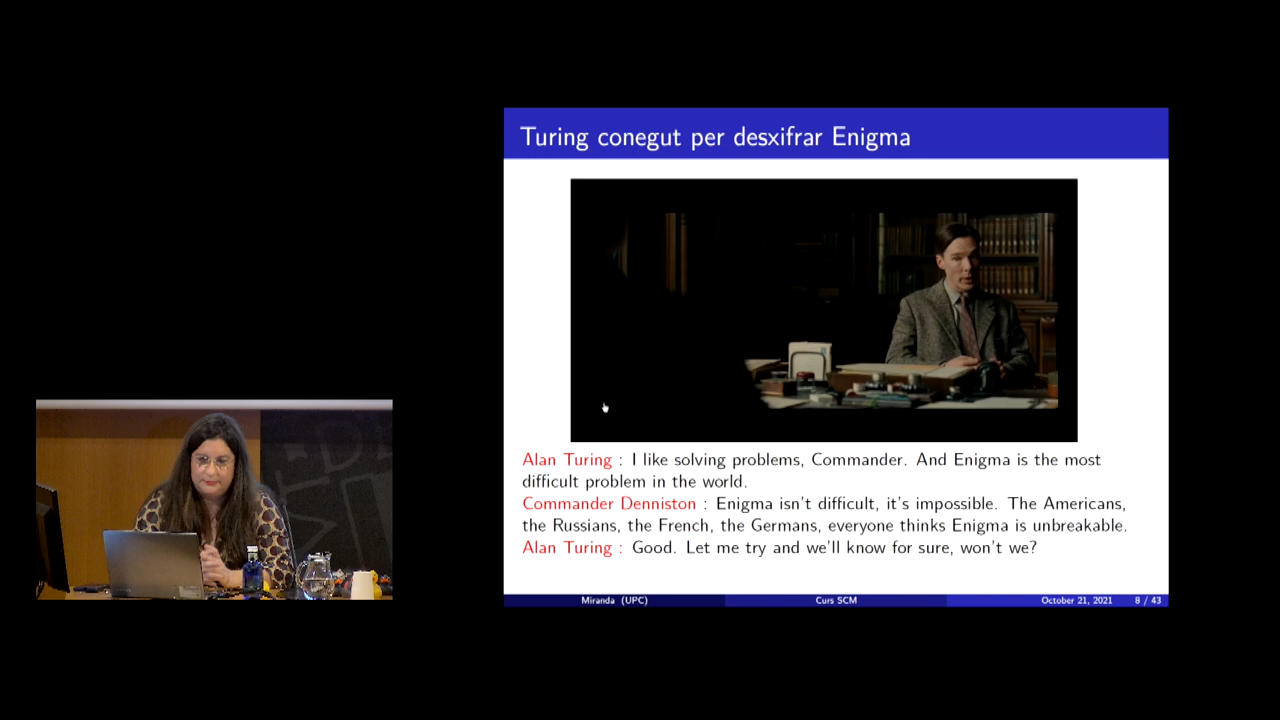 Turing conegut per desxifrar Enigma
Alan Turing : I like solving problems, Commander. And Enigma is the most
difficult problem in the world.
Commander Denniston : Enigma isn't difficult, it's impossible. The Americans,
the Russians, the French, the Germans, everyone thinks Enigma is unbreakable.
Alan Turing : Good. Let me try and we'll know for sure, won't we?
Miranda (UPC) Curs SCM October 21, 2021 8 / 43